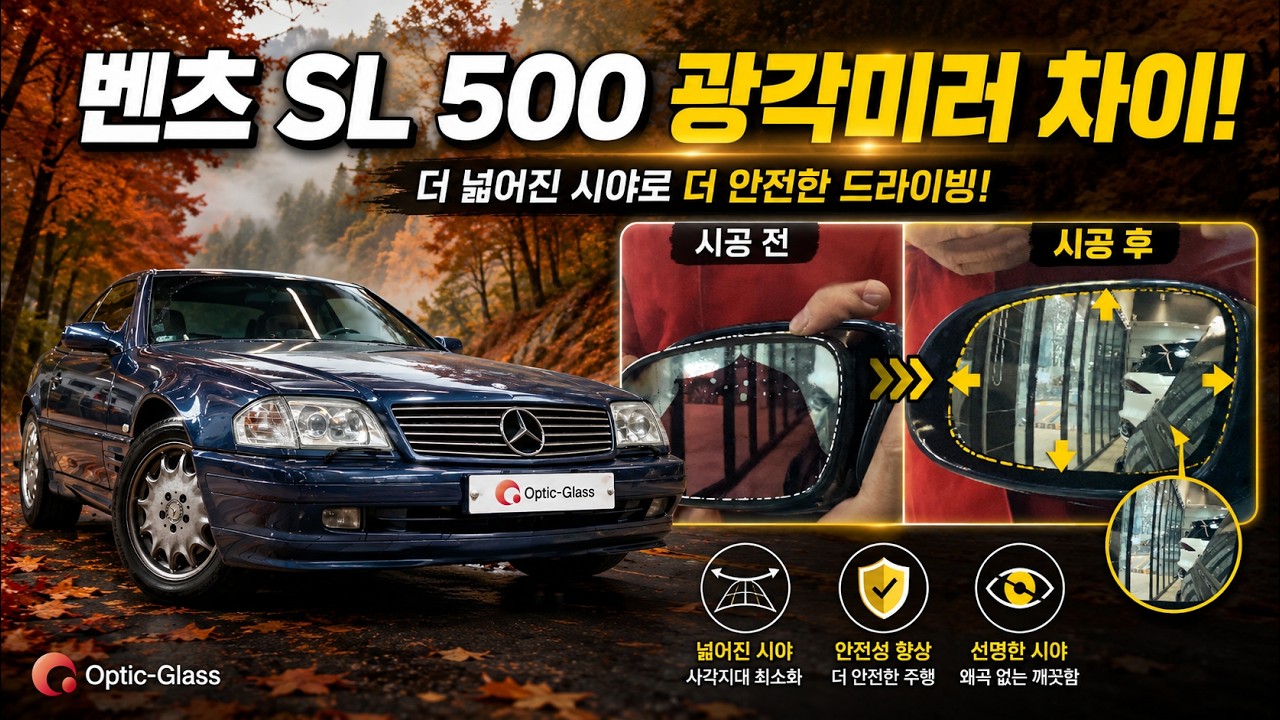 벤츠 SL 500 광각미러 차이!
더 넓어진 시야로 더 안전한 드라이빙!
시공 전
시공 후
Optic-Glass
넓어진 시야
사각지대 최소화
안전성 향상
더 안전한 주행
선명한 시야
왜곡 없는 깨끗함
Optic-Glass